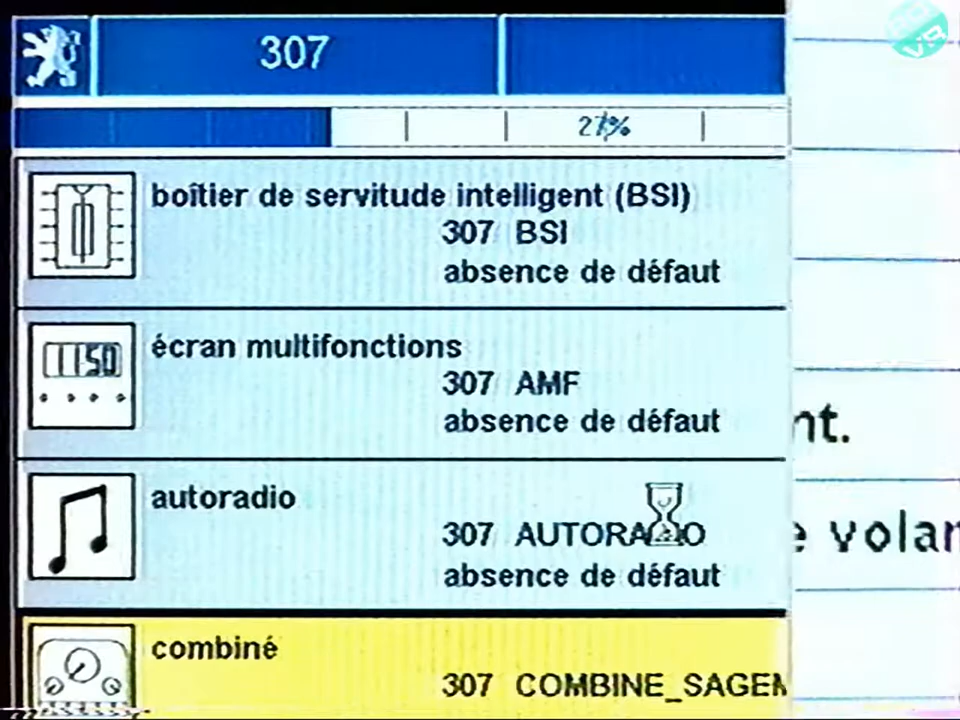 307
27%
boîtier de servitude intelligent (BSI)
307 BSI
absence de défaut
1150
écran multifonctions
307 AMF
absence de défaut
autoradio
307 AUTORADIO
absence de défaut
combiné
307 COMBINE_SAGEM
nt.
e volan